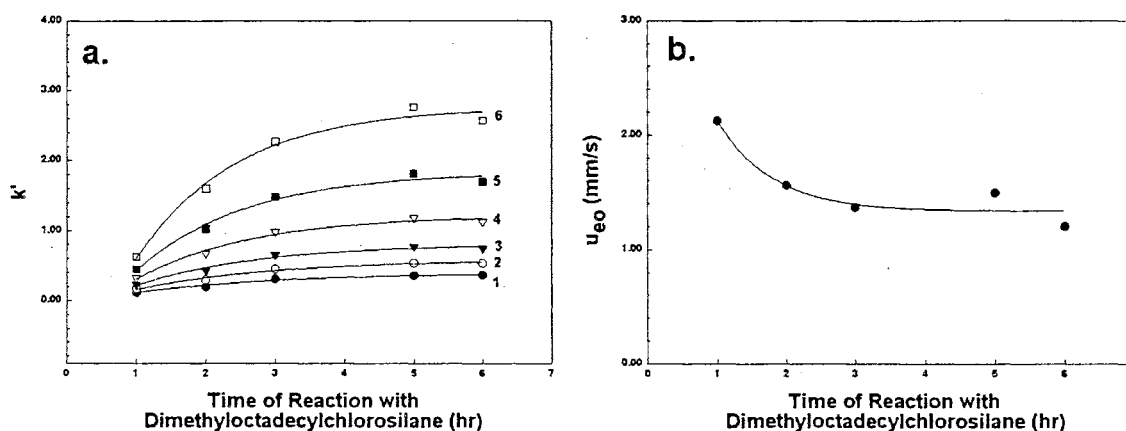 a.
4.00
3.00
2.00
1.00
0.00
k'
6
5
4
3
2
1
0 1 2 3 4 5 6 7
Time of Reaction with
Dimethyloctadecylchlorosilane (hr)
b.
3.00
2.00
1.00
0.00
ueo (mm/s)
0 1 2 3 4 5 6
Time of Reaction with
Dimethyloctadecylchlorosilane (hr)